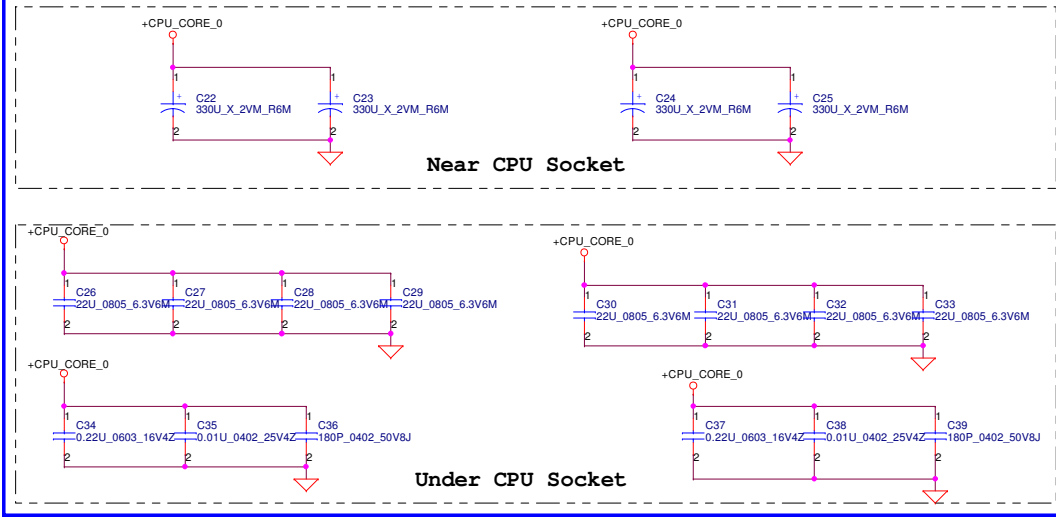 +CPU_CORE_0 +CPU_CORE_0
1 1 1 1
+ C22 + C23 + C24 + C25
330U_X_2VM_R6M 330U_X_2VM_R6M 330U_X_2VM_R6M 330U_X_2VM_R6M
2 2 2 2
Near CPU Socket
+CPU_CORE_0 +CPU_CORE_0
1 1 1 1
C26 C27 C28 C29
22U_0805_6.3V6M 22U_0805_6.3V6M 22U_0805_6.3V6M 22U_0805_6.3V6M
2 2 2 2
1 1 1 1
C30 C31 C32 C33
22U_0805_6.3V6M 22U_0805_6.3V6M 22U_0805_6.3V6M 22U_0805_6.3V6M
2 2 2 2
+CPU_CORE_0 +CPU_CORE_0
1 1 1
C34 C35 C36
0.22U_0603_16V4Z 0.01U_0402_25V4Z 180P_0402_50V8J
2 2 2
1 1 1
C37 C38 C39
0.22U_0603_16V4Z 0.01U_0402_25V4Z 180P_0402_50V8J
2 2 2
Under CPU Socket